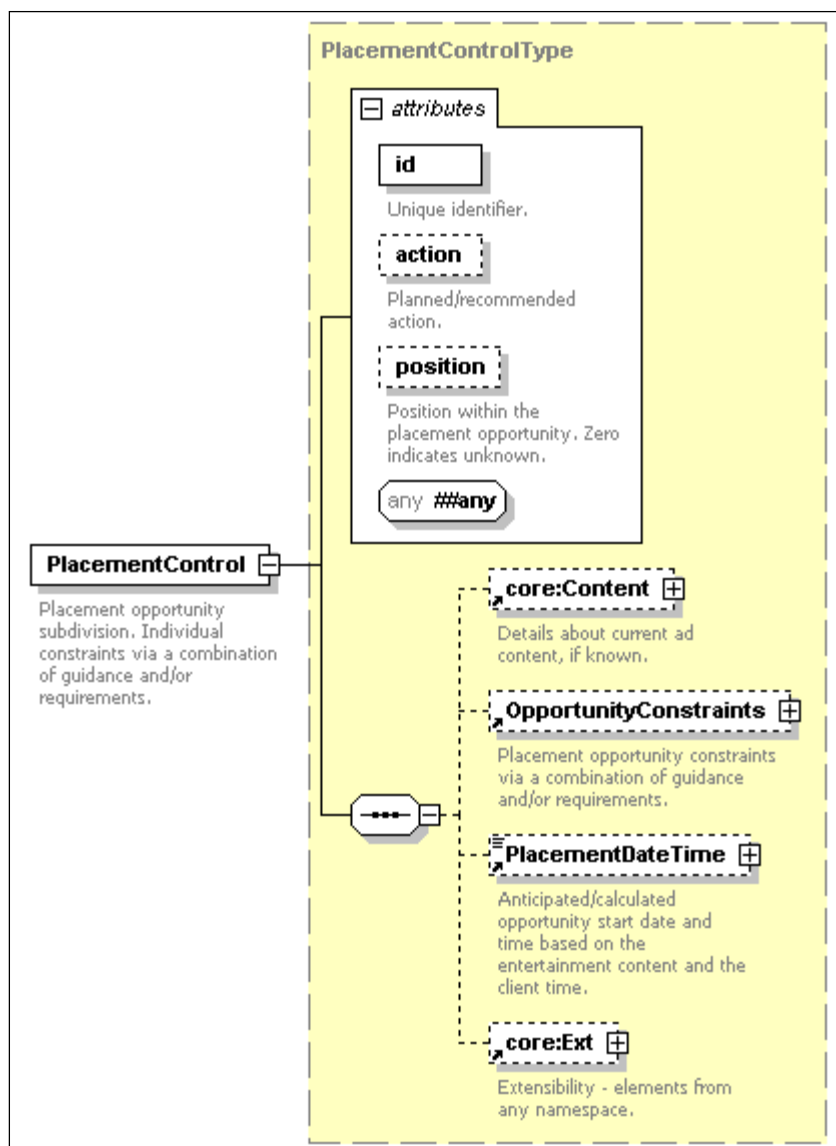 PlacementControlType
attributes
id
Unique identifier.
action
Planned/recommended
action.
position
Position within the
placement opportunity. Zero
indicates unknown.
any ##any
PlacementControl
Placement opportunity
subdivision. Individual
constraints via a combination
of guidance and/or
requirements.
core:Content
Details about current ad
content, if known.
OpportunityConstraints
Placement opportunity constraints
via a combination of guidance
and/or requirements.
PlacementDateTime
Anticipated/calculated
opportunity start date and
time based on the
entertainment content and the
client time.
core:Ext
Extensibility - elements from
any namespace.